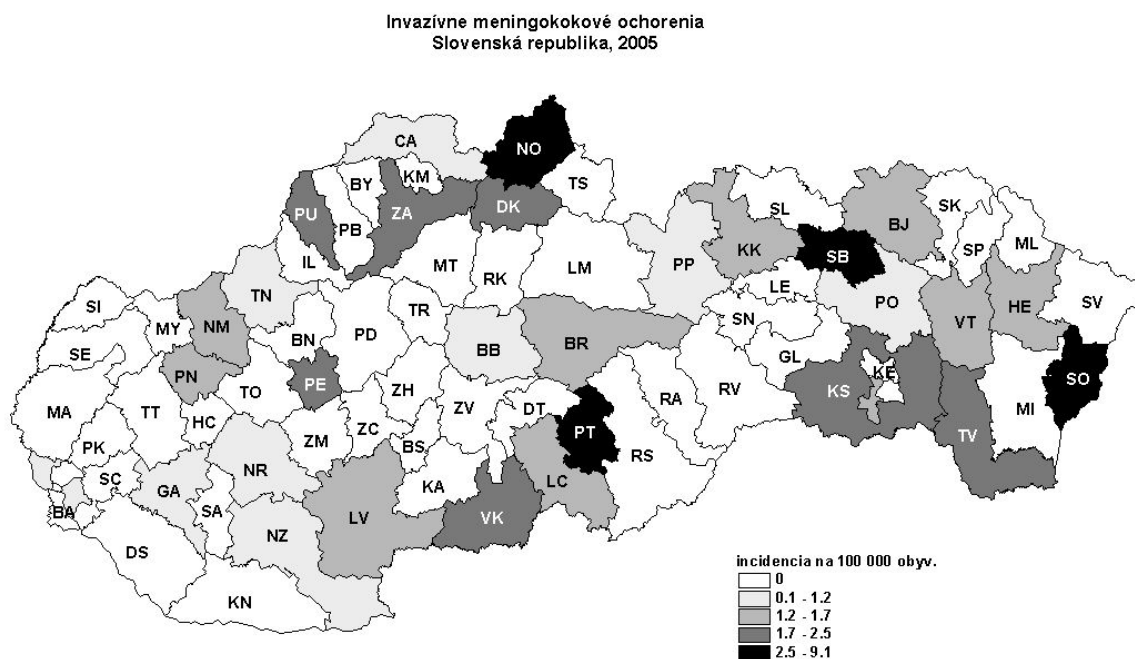 Invazívne meningokokové ochorenia
Slovenská republika, 2005
CA
NO
BY
KM
TS
PU
ZA
DK
SL
SK
PB
BJ
SP
ML
IL
MT
RK
LM
PP
KK
SB
LE
TN
PO
HE
SV
SI
MY
NM
TR
SN
VT
BN
PD
BB
BR
GL
SE
PN
PE
KS
KE
SO
MA
TT
TO
ZH
ZV
DT
RA
RV
MI
HC
PT
TV
PK
ZM
ZC
BS
RS
NR
SC
GA
KA
LC
BA
SA
LV
VK
NZ
DS
KN
incidencia na 100 000 obyv.
0
0.1 - 1.2
1.2 - 1.7
1.7 - 2.5
2.5 - 9.1